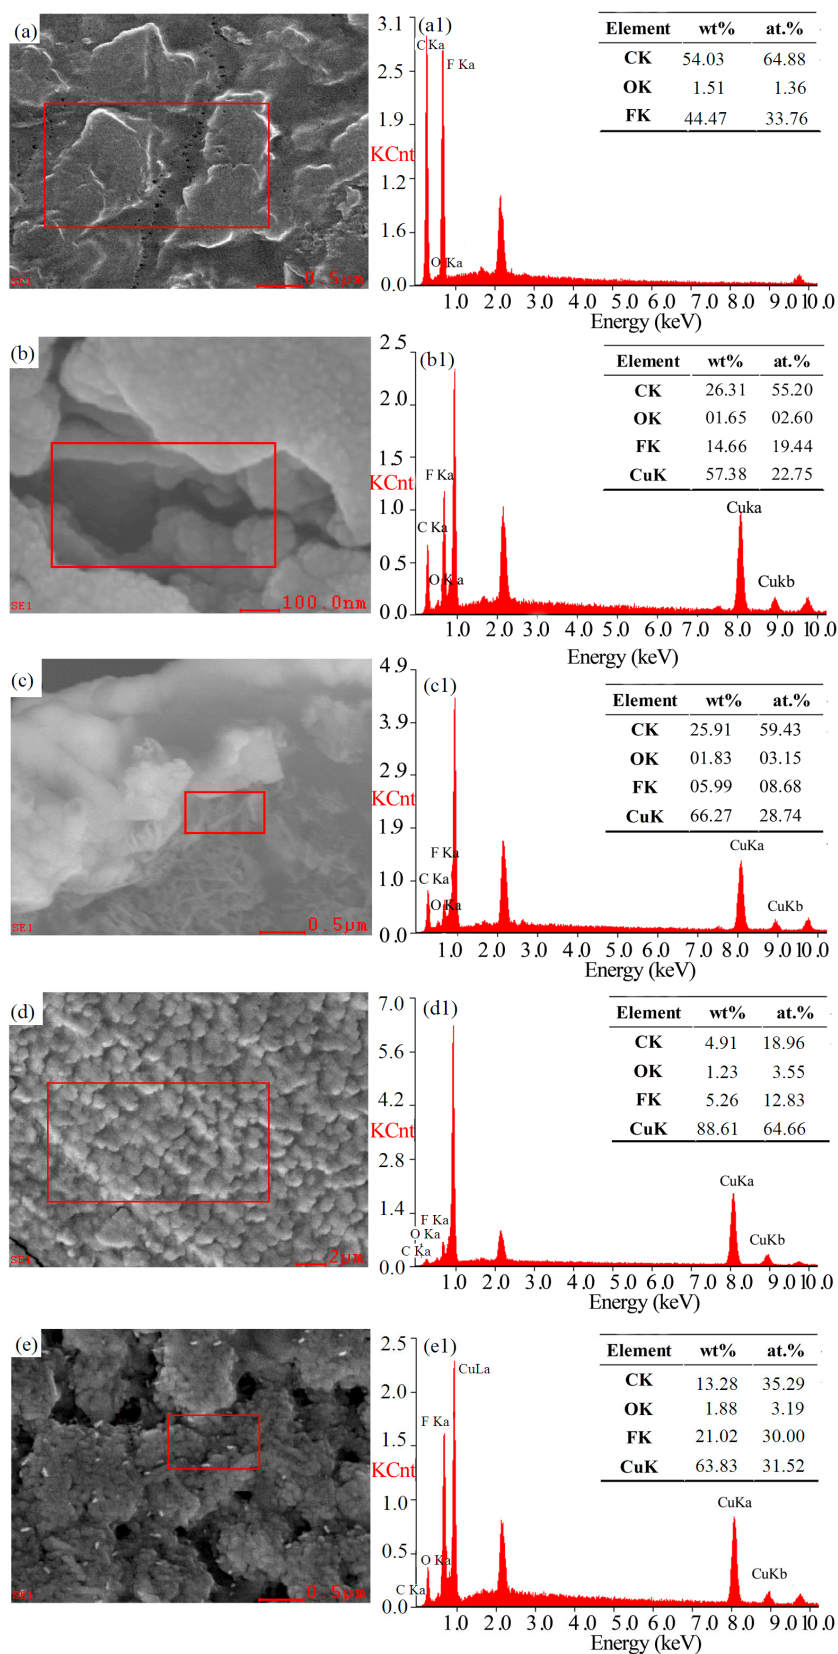 (a)
SE1
0.5μm
(a1)
3.1
2.5
1.9
KCnt
1.2
1.6
0.0
C Ka
F Ka
O Ka
1.0 2.0 3.0 4.0 5.0 6.0 7.0 8.0 9.0 10.0
Energy (keV)
Element wt% at.%
CK 54.03 64.88
OK 1.51 1.36
FK 44.47 33.76
(b)
SE1
100.0nm
(b1)
2.5
2.0
1.5
KCnt
1.0
0.5
0.0
F Ka
C Ka
O Ka
Cuka
Cukb
1.0 2.0 3.0 4.0 5.0 6.0 7.0 8.0 9.0 10.0
Energy (keV)
Element wt% at.%
CK 26.31 55.20
OK 01.65 02.60
FK 14.66 19.44
CuK 57.38 22.75
(c)
SE1
0.5μm
(c1)
4.9
3.9
2.9
KCnt
1.9
1.0
0.0
F Ka
C Ka
O Ka
CuKa
CuKb
1.0 2.0 3.0 4.0 5.0 6.0 7.0 8.0 9.0 10.0
Energy (keV)
Element wt% at.%
CK 25.91 59.43
OK 01.83 03.15
FK 05.99 08.68
CuK 66.27 28.74
(d)
SE1
2μm
(d1)
7.0
5.6
4.2
KCnt
2.8
1.4
0.0
F Ka
O Ka
C Ka
CuKa
CuKb
1.0 2.0 3.0 4.0 5.0 6.0 7.0 8.0 9.0 10.0
Energy (keV)
Element wt% at.%
CK 4.91 18.96
OK 1.23 3.55
FK 5.26 12.83
CuK 88.61 64.66
(e)
SE1
0.5μm
(e1)
2.5
2.0
1.5
KCnt
1.0
0.5
0.0
CuLa
F Ka
O Ka
C Ka
CuKa
CuKb
1.0 2.0 3.0 4.0 5.0 6.0 7.0 8.0 9.0 10.0
Energy (keV)
Element wt% at.%
CK 13.28 35.29
OK 1.88 3.19
FK 21.02 30.00
CuK 63.83 31.52